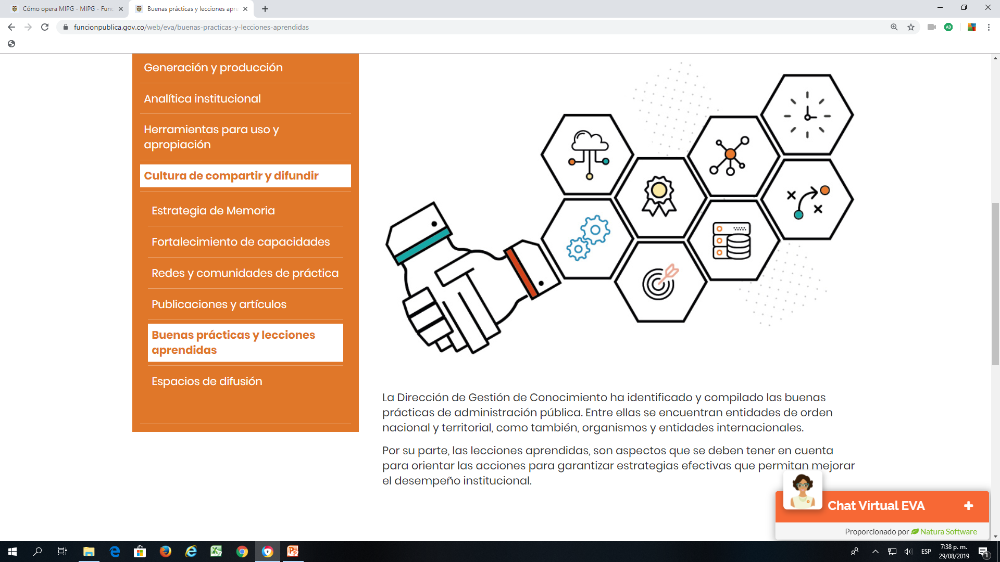 Cómo opera MIPG - MIPG - Func
Buenas prácticas y lecciones apre
funcionpublica.gov.co/web/eva/buenas-practicas-y-lecciones-aprendidas
AD
Generación y producción
Analítica institucional
Herramientas para uso y
apropiación
Cultura de compartir y difundir
Estrategia de Memoria
Fortalecimiento de capacidades
Redes y comunidades de práctica
Publicaciones y artículos
Buenas prácticas y lecciones
aprendidas
Espacios de difusión
La Dirección de Gestión de Conocimiento ha identificado y compilado las buenas
prácticas de administración pública. Entre ellas se encuentran entidades de orden
nacional y territorial, como también, organismos y entidades internacionales.
Por su parte, las lecciones aprendidas, son aspectos que se deben tener en cuenta
para orientar las acciones para garantizar estrategias efectivas que permitan mejorar
el desempeño institucional.
Chat Virtual EVA
Proporcionado por Natura Software
ESP
7:38 p. m.
29/08/2019
1